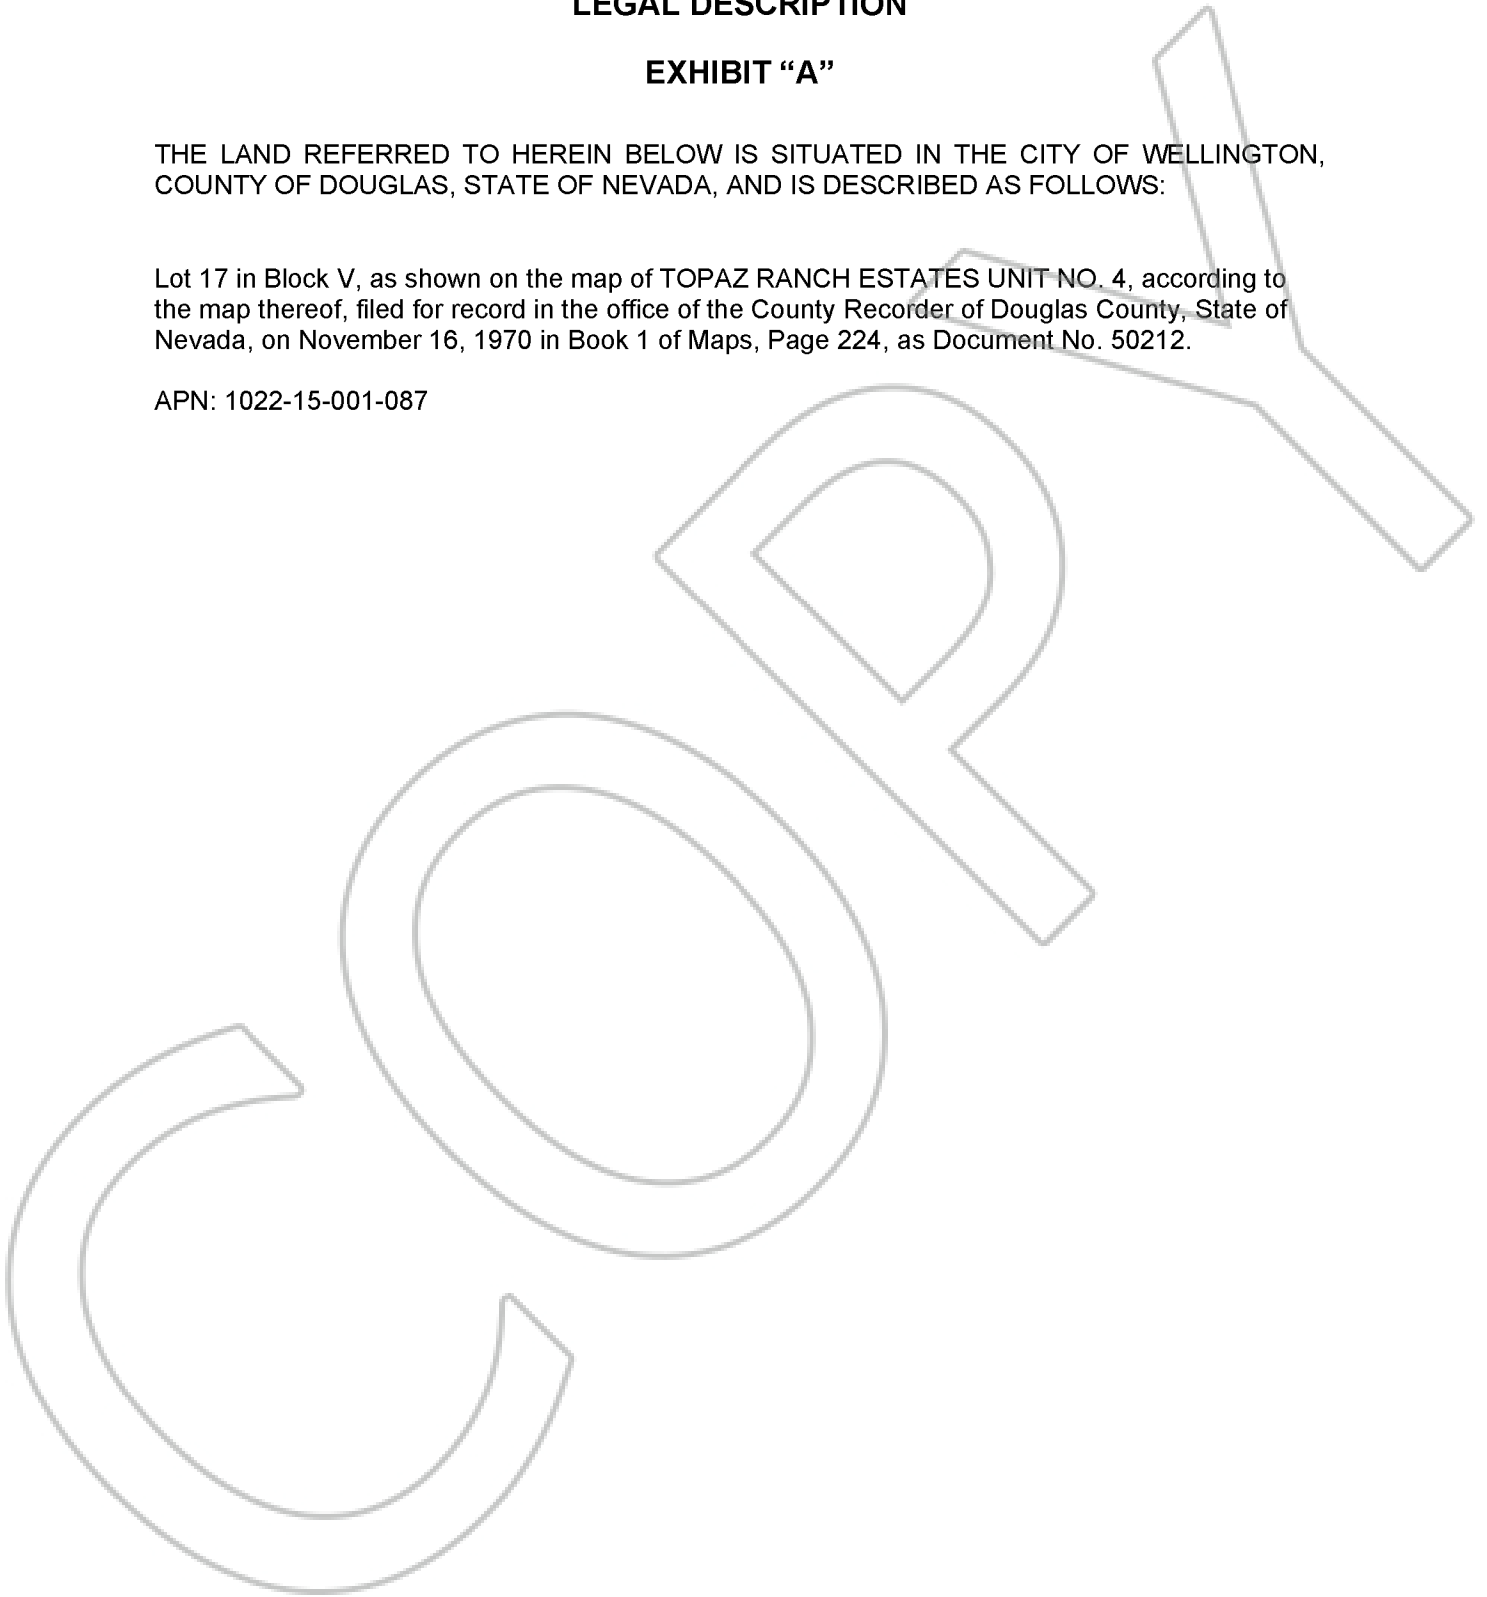 LEGAL DESCRIPTION
EXHIBIT “A”
THE LAND REFERRED TO HEREIN BELOW IS SITUATED IN THE CITY OF WELLINGTON,
COUNTY OF DOUGLAS, STATE OF NEVADA, AND IS DESCRIBED AS FOLLOWS:
Lot 17 in Block V, as shown on the map of TOPAZ RANCH ESTATES UNIT NO. 4, according to
the map thereof, filed for record in the office of the County Recorder of Douglas County, State of
Nevada, on November 16, 1970 in Book 1 of Maps, Page 224, as Document No. 50212.
APN: 1022-15-001-087
COPY